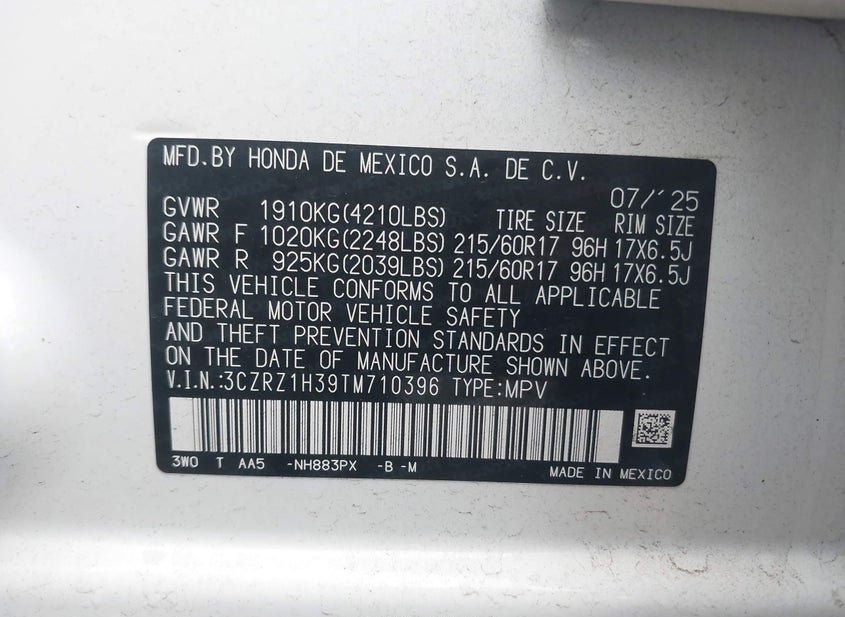 MFD.BY HONDA DE MEXICO S.A. DE C.V.
07/'25
GVWR 1910KG(4210LBS) TIRE SIZE RIM SIZE
GAWR F 1020KG(2248LBS) 215/60R17 96H 17X6.5J
GAWR R 925KG(2039LBS) 215/60R17 96H 17X6.5J
THIS VEHICLE CONFORMS TO ALL APPLICABLE
FEDERAL MOTOR VEHICLE SAFETY
AND THEFT PREVENTION STANDARDS IN EFFECT
ON THE DATE OF MANUFACTURE SHOWN ABOVE.
V.I.N.:3CZRZ1H39TM710396 TYPE:MPV
3W0 T AA5 -NH883PX -B -M
MADE IN MEXICO